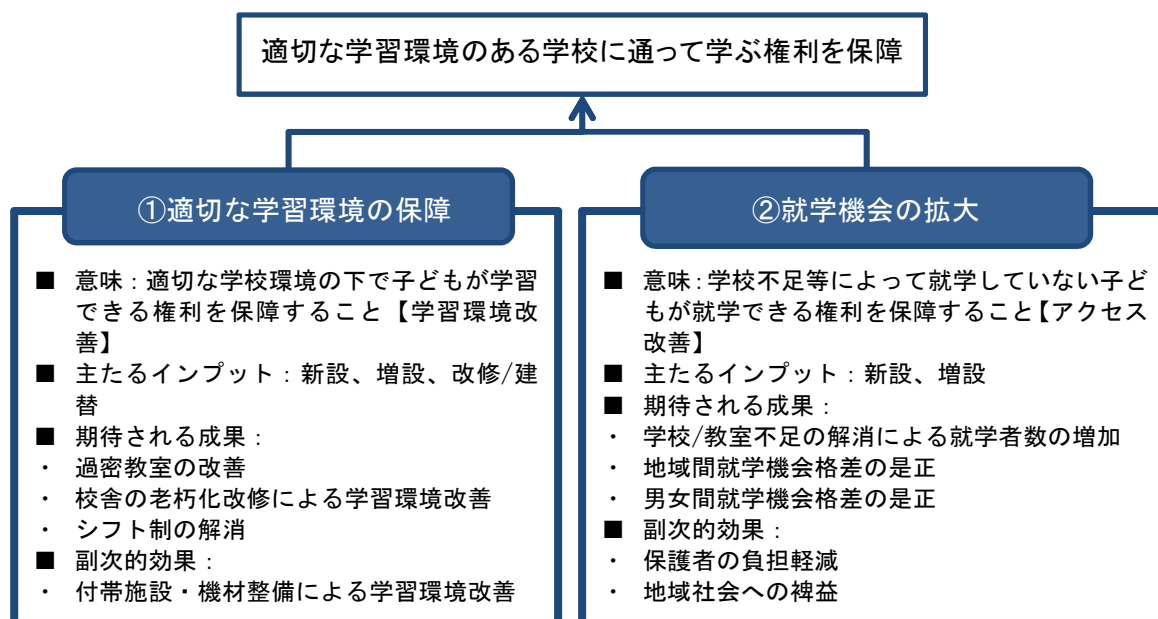 適切な学習環境のある学校に通って学ぶ権利を保障
①適切な学習環境の保障
■ 意味：適切な学校環境の下で子どもが学習
できる権利を保障すること【学習環境改
善】
■ 主たるインプット：新設、増設、改修/建
替
■ 期待される成果：
・ 過密教室の改善
・ 校舎の老朽化改修による学習環境改善
・ シフト制の解消
■ 副次的効果：
・ 付帯施設・機材整備による学習環境改善
②就学機会の拡大
■ 意味：学校不足等によって就学していない子ど
もが就学できる権利を保障すること【アクセス
改善】
■ 主たるインプット：新設、増設
■ 期待される成果：
・ 学校/教室不足の解消による就学者数の増加
・ 地域間就学機会格差の是正
・ 男女間就学機会格差の是正
■ 副次的効果：
・ 保護者の負担軽減
・ 地域社会への裨益